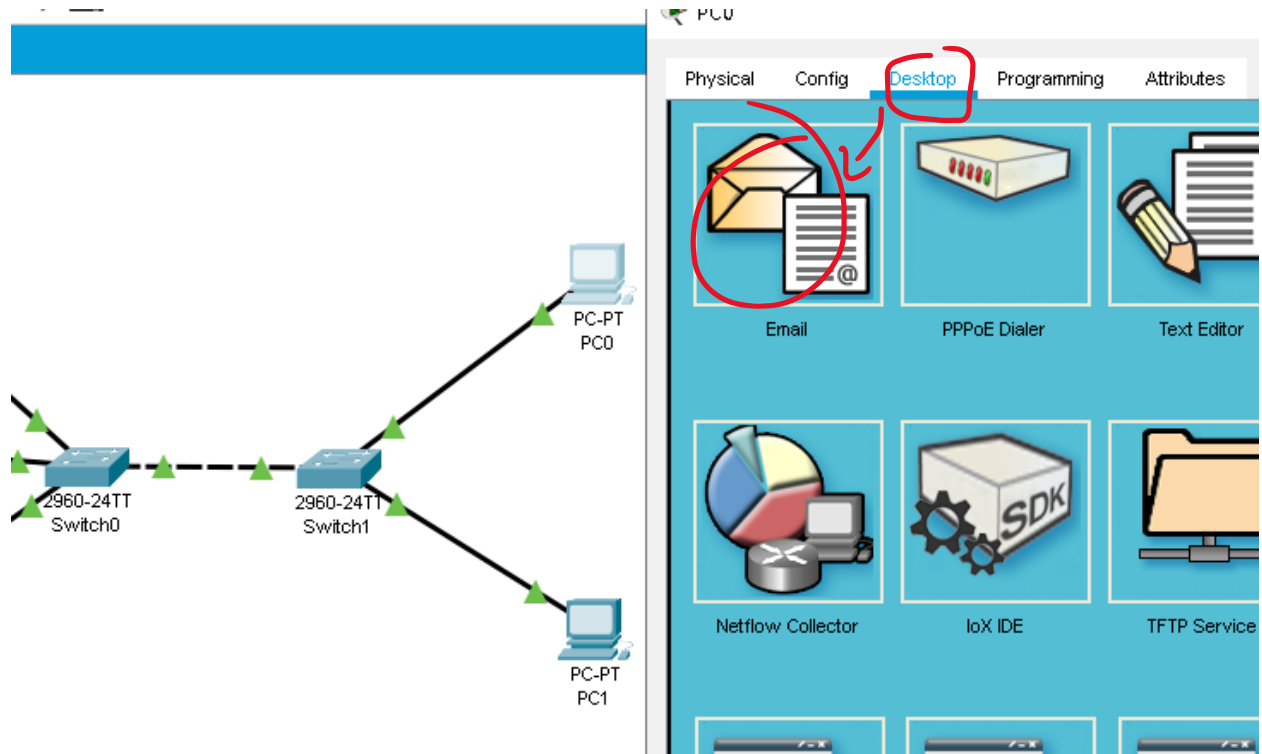 PC0
Physical Config Desktop Programming Attributes
Email
PPPoE Dialer
Text Editor
PC-PT
PC0
2960-24TT
Switch0
2960-24TT
Switch1
SDK
Netflow Collector
IoX IDE
TFTP Service
PC-PT
PC1